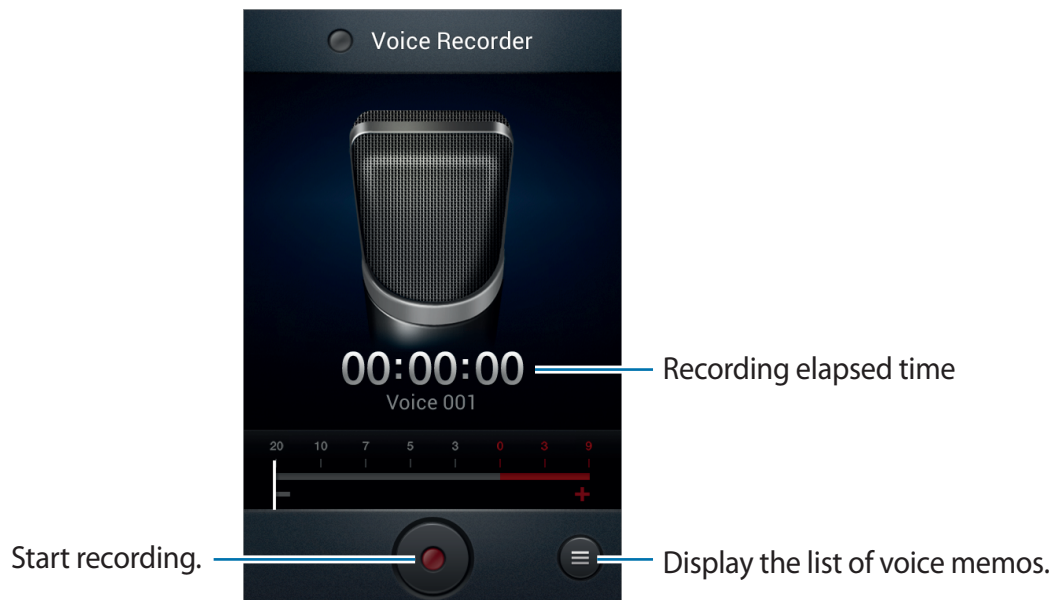 Voice Recorder
00:00:00
Recording elapsed time
Voice 001
20 10 7 5 3 0 3 9
- +
Start recording.
Display the list of voice memos.